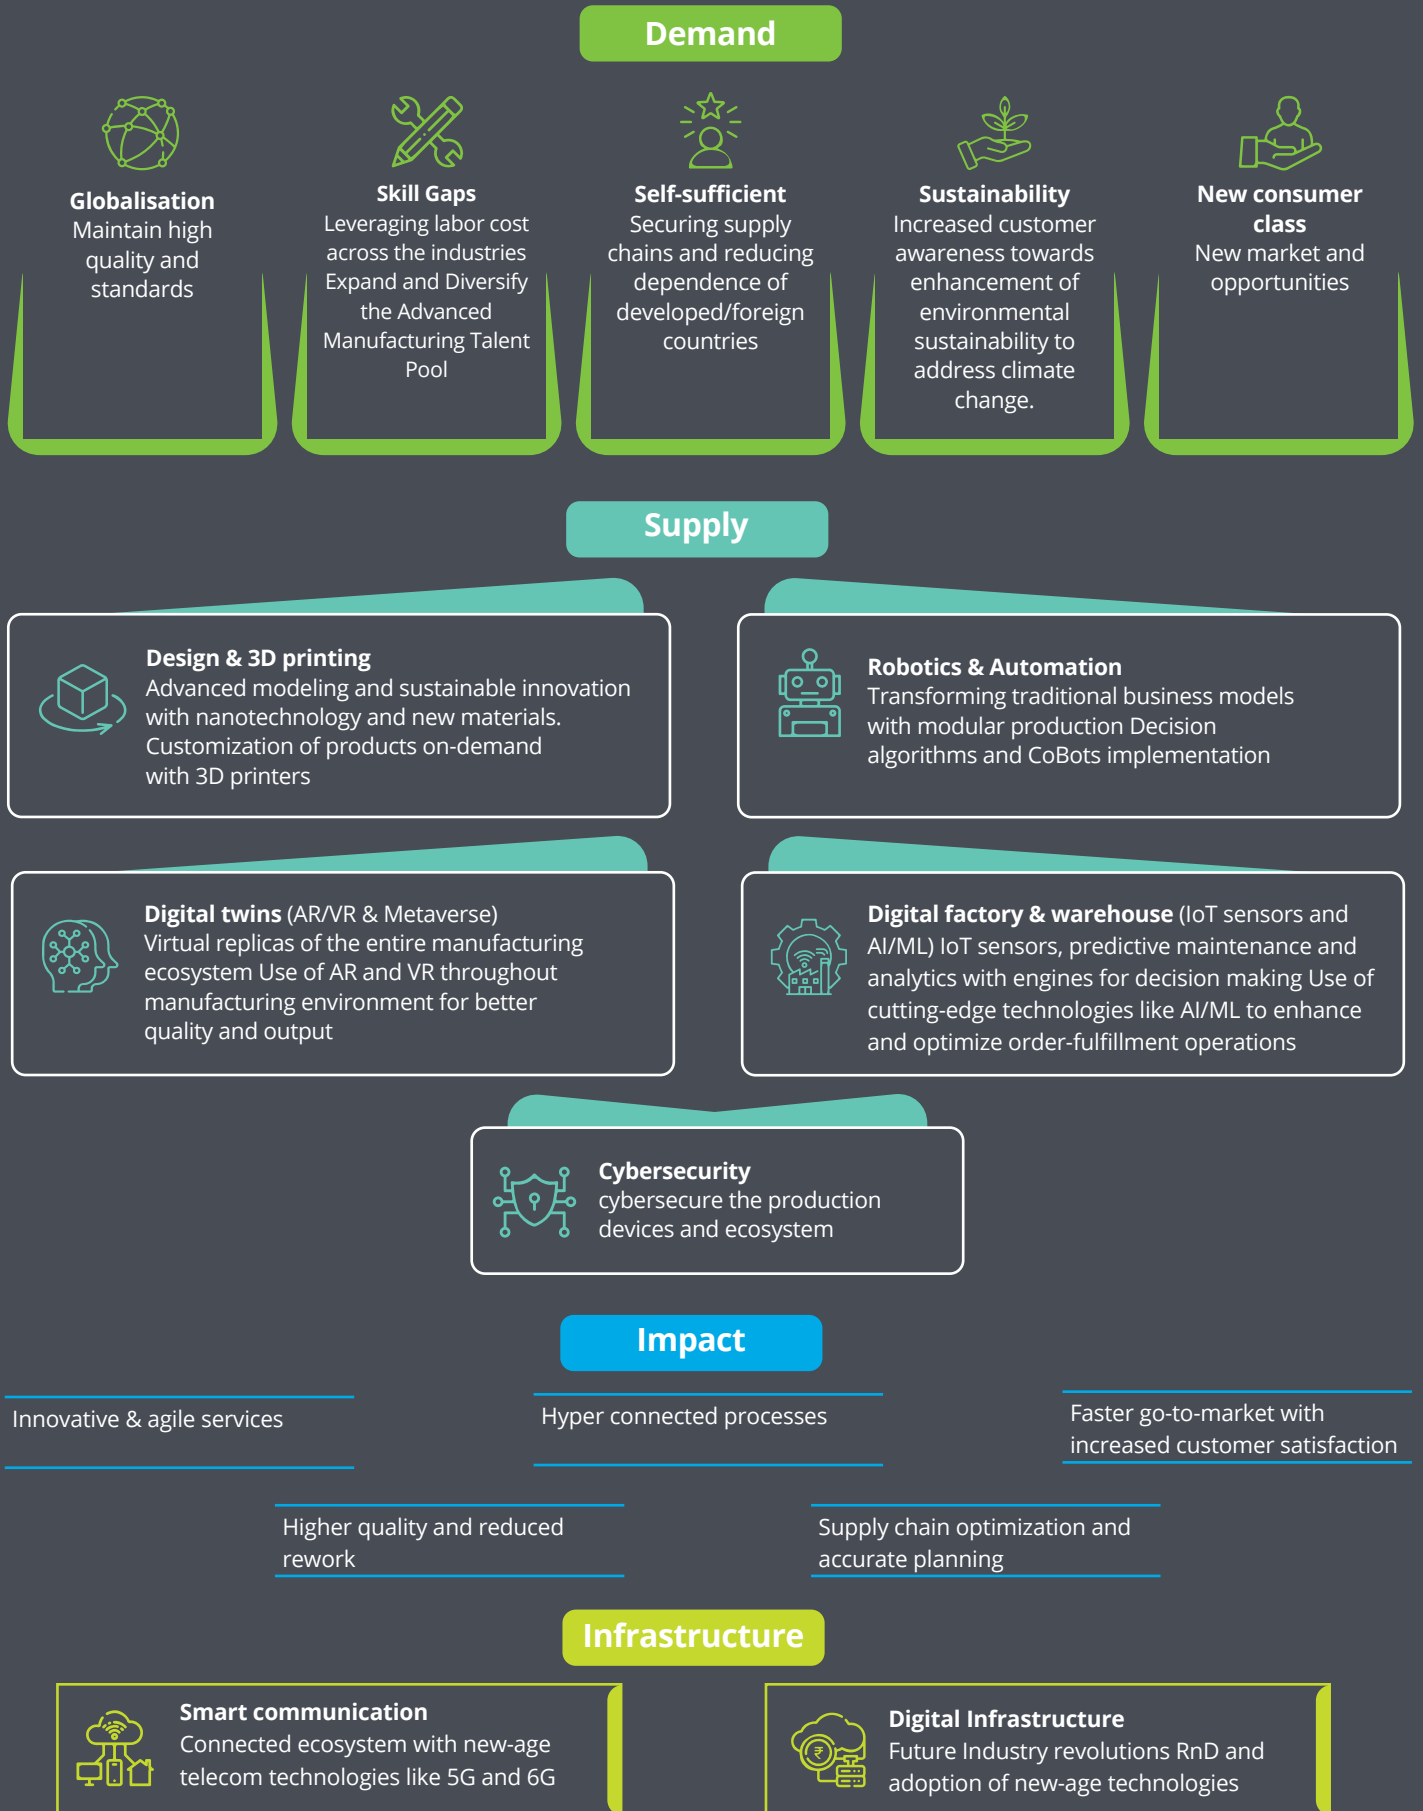 Demand
Globalisation
Maintain high
quality and
standards
Skill Gaps
Leveraging labor cost
across the industries
Expand and Diversify
the Advanced
Manufacturing Talent
Pool
Self-sufficient
Securing supply
chains and reducing
dependence of
developed/foreign
countries
Sustainability
Increased customer
awareness towards
enhancement of
environmental
sustainability to
address climate
change.
New consumer
class
New market and
opportunities
Supply
Design & 3D printing
Advanced modeling and sustainable innovation
with nanotechnology and new materials.
Customization of products on-demand
with 3D printers
Robotics & Automation
Transforming traditional business models
with modular production Decision
algorithms and CoBots implementation
Digital twins (AR/VR & Metaverse)
Virtual replicas of the entire manufacturing
ecosystem Use of AR and VR throughout
manufacturing environment for better
quality and output
Digital factory & warehouse (IoT sensors and
AI/ML) IoT sensors, predictive maintenance and
analytics with engines for decision making Use of
cutting-edge technologies like AI/ML to enhance
and optimize order-fulfillment operations
Cybersecurity
cybersecure the production
devices and ecosystem
Impact
Innovative & agile services
Hyper connected processes
Faster go-to-market with
increased customer satisfaction
Higher quality and reduced
rework
Supply chain optimization and
accurate planning
Infrastructure
Smart communication
Connected ecosystem with new-age
telecom technologies like 5G and 6G
₹
Digital Infrastructure
Future Industry revolutions RnD and
adoption of new-age technologies